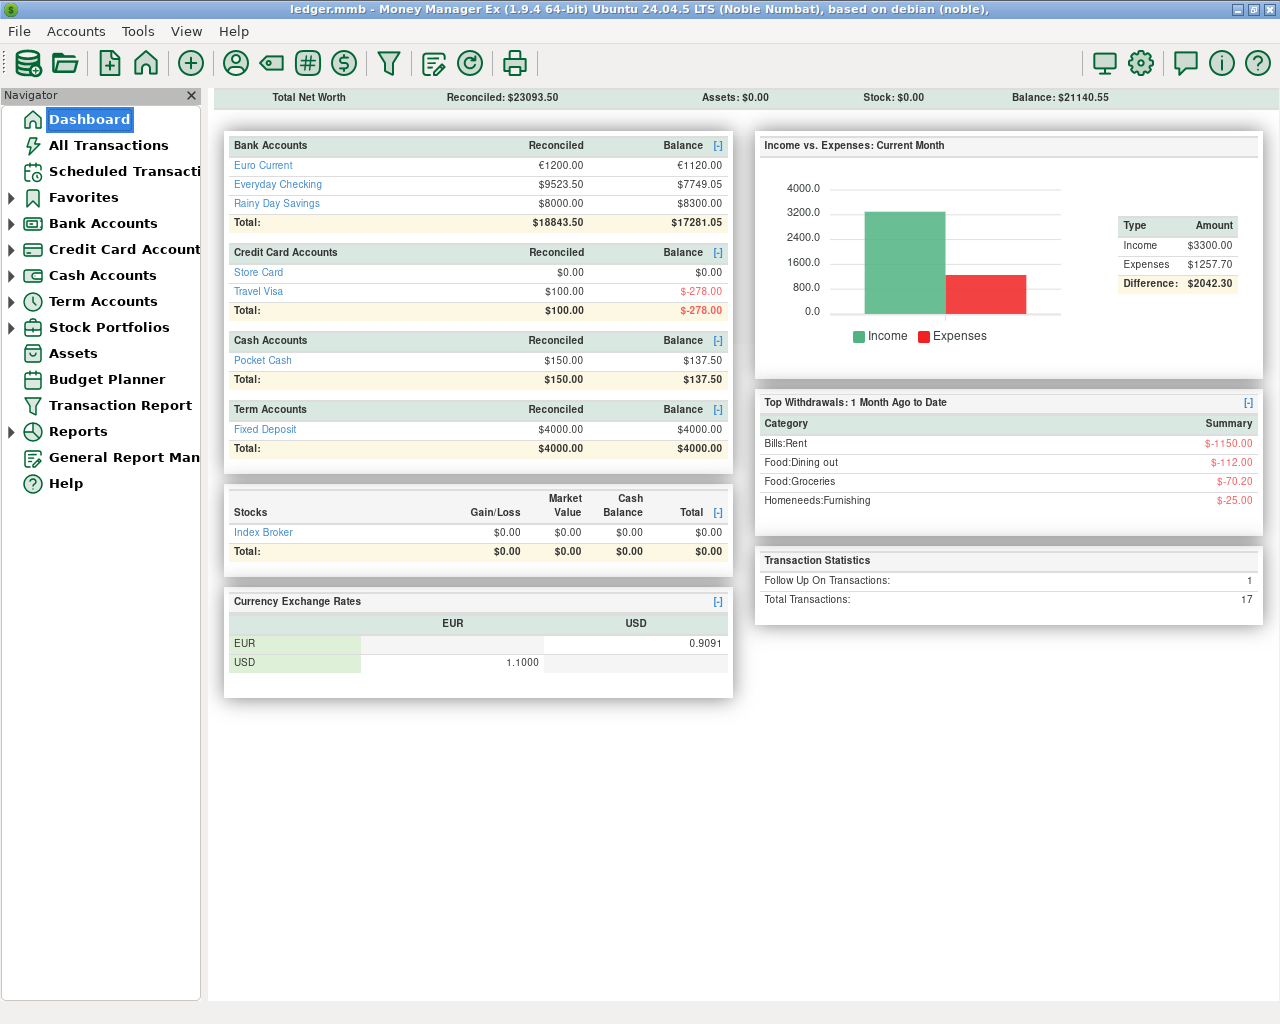 ledger.mmb - Money Manager Ex (1.9.4 64-bit) Ubuntu 24.04.5 LTS (Noble Numbat), based on debian (noble),
File Accounts Tools View Help
Navigator
Dashboard
All Transactions
Scheduled Transacti
Favorites
Bank Accounts
Credit Card Account
Cash Accounts
Term Accounts
Stock Portfolios
Assets
Budget Planner
Transaction Report
Reports
General Report Man
Help
Total Net Worth Reconciled: $23093.50 Assets: $0.00 Stock: $0.00 Balance: $21140.55
Bank Accounts Reconciled Balance [-]
Euro Current €1200.00 €1120.00
Everyday Checking $9523.50 $7749.05
Rainy Day Savings $8000.00 $8300.00
Total: $18843.50 $17281.05
Credit Card Accounts Reconciled Balance [-]
Store Card $0.00 $0.00
Travel Visa $100.00 $-278.00
Total: $100.00 $-278.00
Cash Accounts Reconciled Balance [-]
Pocket Cash $150.00 $137.50
Total: $150.00 $137.50
Term Accounts Reconciled Balance [-]
Fixed Deposit $4000.00 $4000.00
Total: $4000.00 $4000.00
Stocks Gain/Loss Market Value Cash Balance Total [-]
Index Broker $0.00 $0.00 $0.00 $0.00
Total: $0.00 $0.00 $0.00 $0.00
Currency Exchange Rates [-]
EUR USD
EUR 0.9091
USD 1.1000
Income vs. Expenses: Current Month
4000.0
3200.0
2400.0
1600.0
800.0
0.0
Income Expenses
Type Amount
Income $3300.00
Expenses $1257.70
Difference: $2042.30
Top Withdrawals: 1 Month Ago to Date [-]
Category Summary
Bills:Rent $-1150.00
Food:Dining out $-112.00
Food:Groceries $-70.20
Homeneeds:Furnishing $-25.00
Transaction Statistics
Follow Up On Transactions: 1
Total Transactions: 17